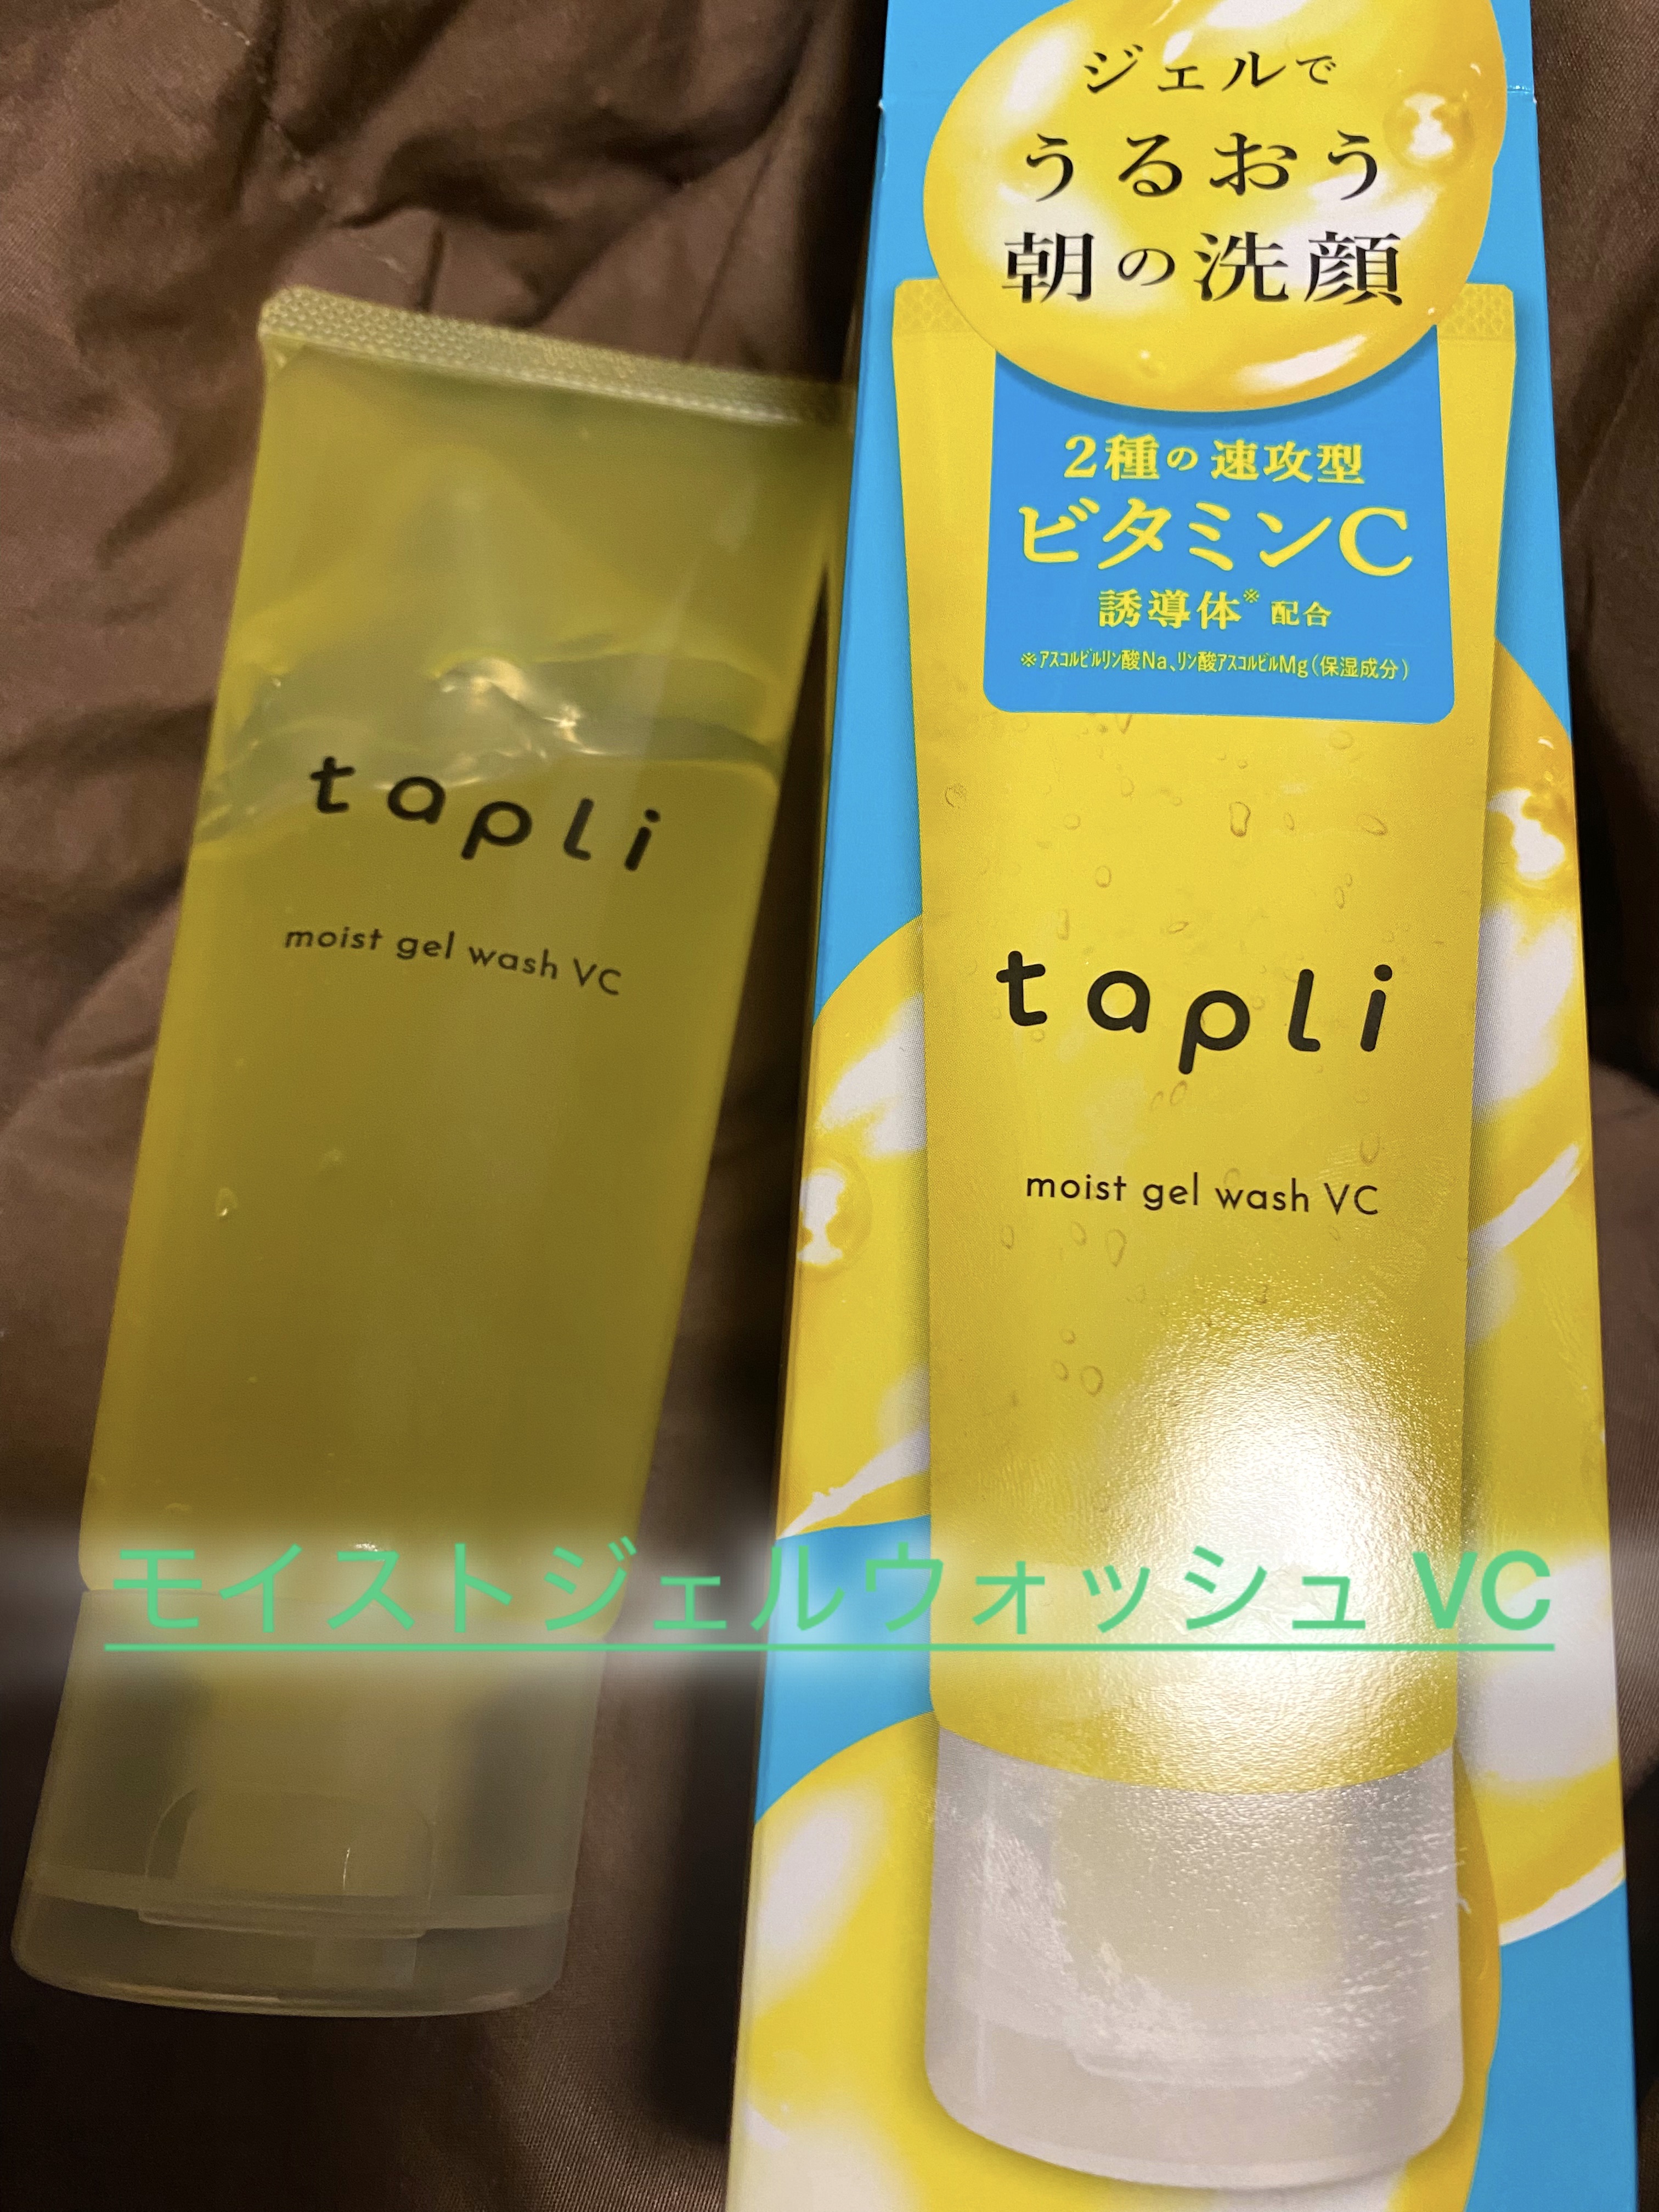 ジェルで
うるおう
朝の洗顔
2種の速攻型
ビタミンC
誘導体※ 配合
※アスコルビルリン酸Na、リン酸アスコルビルMg(保湿成分)
tapli
moist gel wash VC
tapli
moist gel wash VC
モイストジェルウォッシュ VC